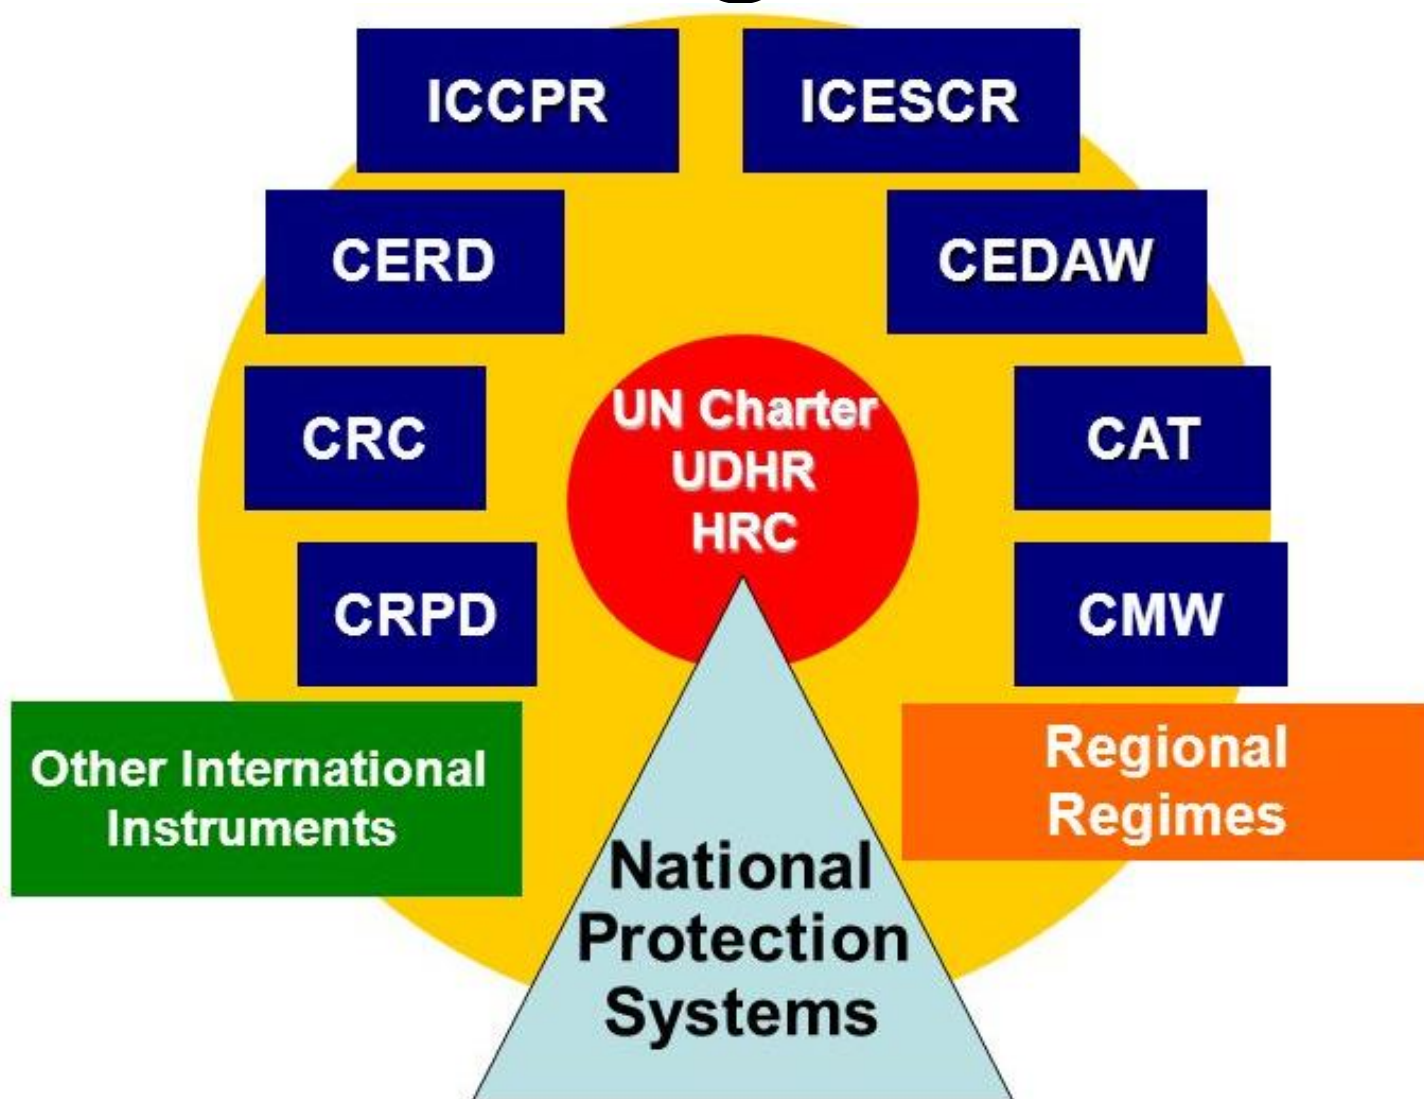 ICCPR
ICESCR
CERD
CEDAW
UN Charter
UDHR
HRC
CRC
CAT
CRPD
CMW
Other International
Instruments
Regional
Regimes
National
Protection
Systems